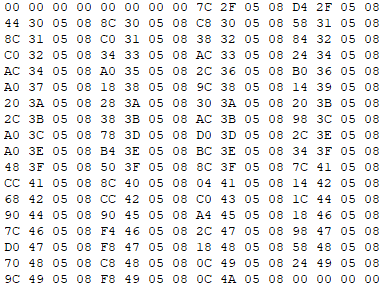 00 00 00 00 00 00 00 00 7C 2F 05 08 D4 2F 05 08
44 30 05 08 8C 30 05 08 C8 30 05 08 58 31 05 08
8C 31 05 08 C0 31 05 08 38 32 05 08 84 32 05 08
C0 32 05 08 34 33 05 08 AC 33 05 08 24 34 05 08
AC 34 05 08 A0 35 05 08 2C 36 05 08 B0 36 05 08
A0 37 05 08 18 38 05 08 9C 38 05 08 14 39 05 08
20 3A 05 08 28 3A 05 08 30 3A 05 08 20 3B 05 08
2C 3B 05 08 38 3B 05 08 AC 3B 05 08 98 3C 05 08
A0 3C 05 08 78 3D 05 08 D0 3D 05 08 2C 3E 05 08
A0 3E 05 08 B4 3E 05 08 BC 3E 05 08 34 3F 05 08
48 3F 05 08 50 3F 05 08 8C 3F 05 08 7C 41 05 08
CC 41 05 08 8C 40 05 08 04 41 05 08 14 42 05 08
68 42 05 08 CC 42 05 08 C0 43 05 08 1C 44 05 08
90 44 05 08 90 45 05 08 A4 45 05 08 18 46 05 08
7C 46 05 08 F4 46 05 08 2C 47 05 08 98 47 05 08
D0 47 05 08 F8 47 05 08 18 48 05 08 58 48 05 08
70 48 05 08 C8 48 05 08 0C 49 05 08 24 49 05 08
9C 49 05 08 F8 49 05 08 0C 4A 05 08 00 00 00 00